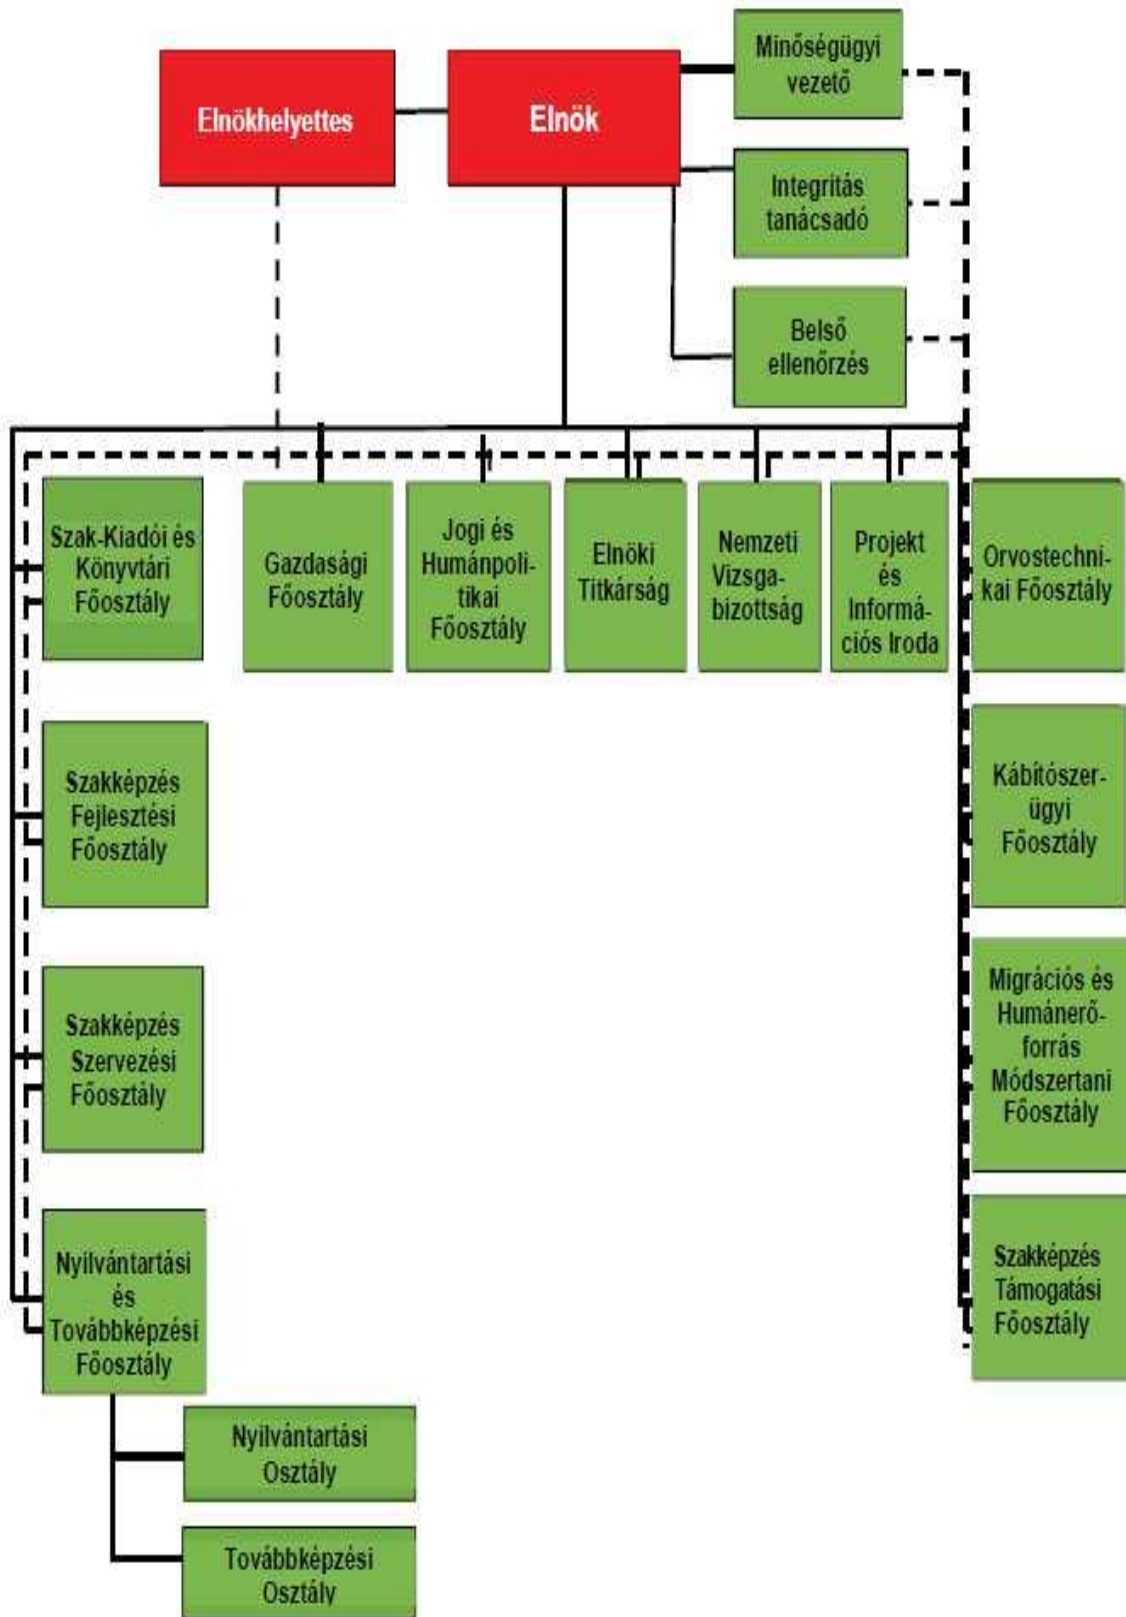 Minőségügyi
vezető
Elnökhelyettes
Elnök
Integritás
tanácsadó
Belső
ellenőrzés
Szak-Kiadói és
Könyvtári
Főosztály
Gazdasági
Főosztály
Jogi és
Humánpoli-
tikai
Főosztály
Elnöki
Titkárság
Nemzeti
Vizsga-
bizottság
Projekt
és
Informá-
ciós Iroda
Orvostechni-
kai Főosztály
Szakképzés
Fejlesztési
Főosztály
Kábítószer-
ügyi
Főosztály
Szakképzés
Szervezési
Főosztály
Migrációs és
Humánerő-
forrás
Módszertani
Főosztály
Nyilvántartási
és
Továbbképzési
Főosztály
Szakképzés
Támogatási
Főosztály
Nyilvántartási
Osztály
Továbbképzési
Osztály